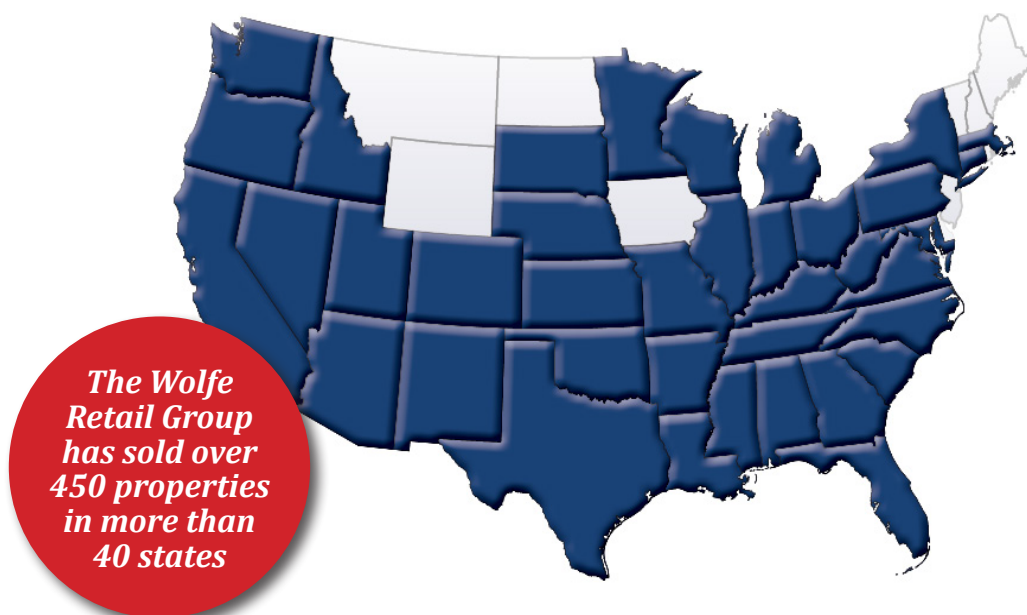 The Wolfe
Retail Group
has sold over
450 properties
in more than
40 states